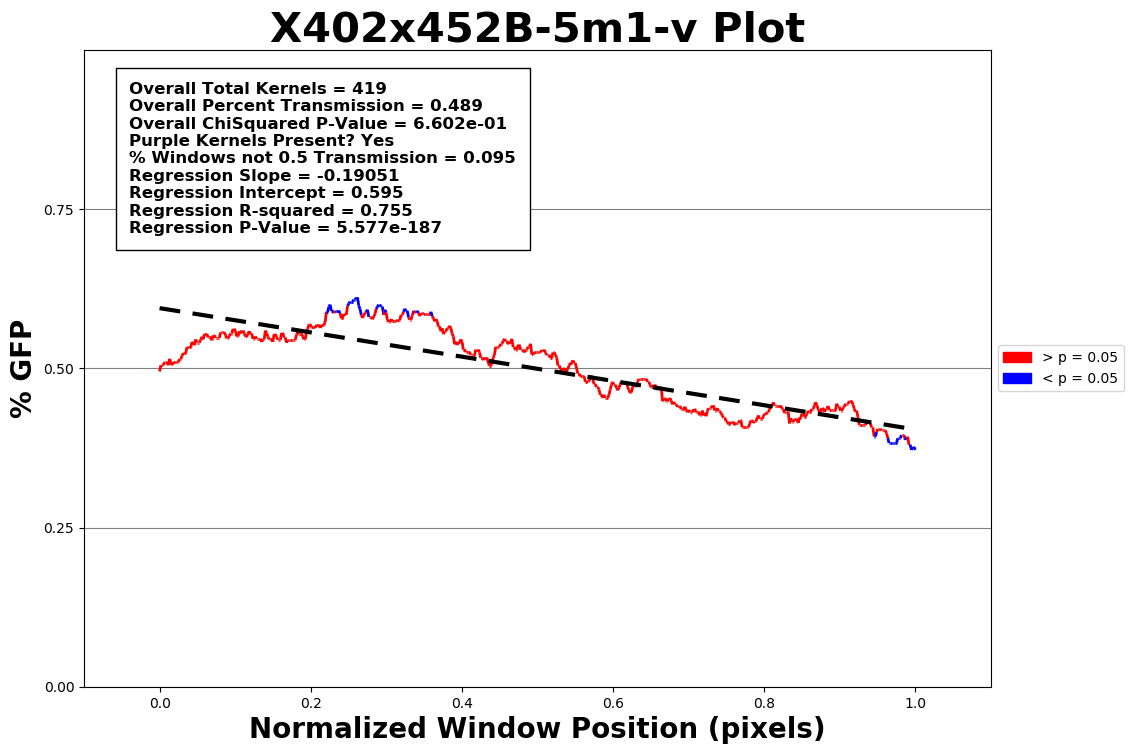 X402x452B-5m1-v Plot
Overall Total Kernels = 419
Overall Percent Transmission = 0.489
Overall ChiSquared P-Value = 6.602e-01
Purple Kernels Present? Yes
% Windows not 0.5 Transmission = 0.095
Regression Slope = -0.19051
Regression Intercept = 0.595
Regression R-squared = 0.755
Regression P-Value = 5.577e-187
% GFP
0.75
0.50
0.25
0.00
> p = 0.05
< p = 0.05
0.0 0.2 0.4 0.6 0.8 1.0
Normalized Window Position (pixels)